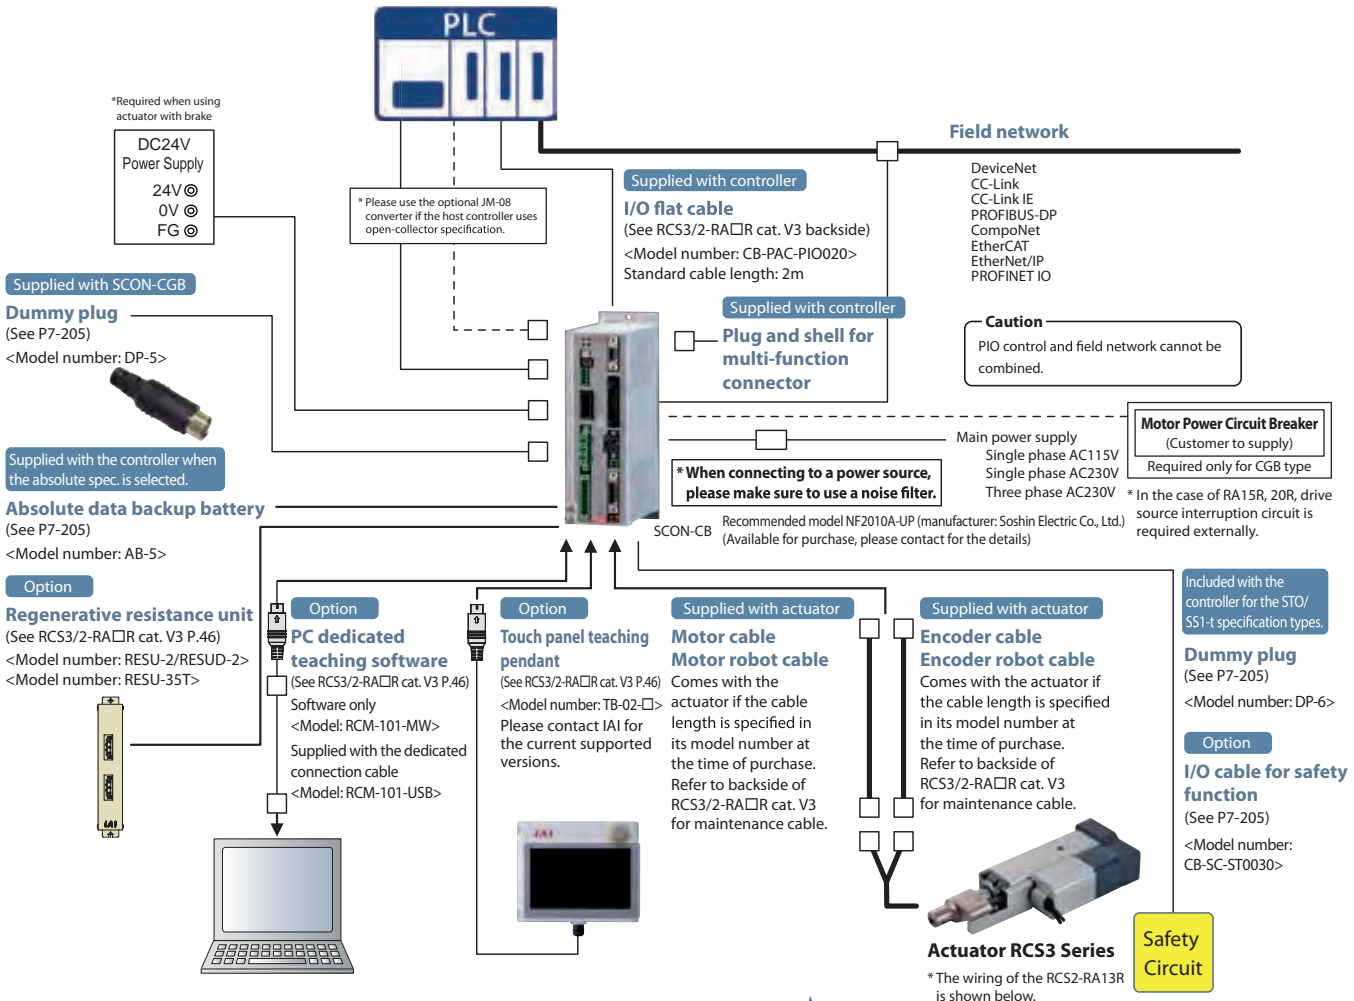 PLC
*Required when using
actuator with brake
DC24V
Power Supply
24V
0V
FG
* Please use the optional JM-08
converter if the host controller uses
open-collector specification.
Field network
DeviceNet
CC-Link
CC-Link IE
PROFIBUS-DP
CompoNet
EtherCAT
EtherNet/IP
PROFINET IO
Supplied with controller
I/O flat cable
(See RCS3/2-RA□R cat. V3 backside)
<Model number: CB-PAC-PIO020>
Standard cable length: 2m
Supplied with controller
Plug and shell for
multi-function
connector
Caution
PIO control and field network cannot be
combined.
Supplied with SCON-CGB
Dummy plug
(See P7-205)
<Model number: DP-5>
Supplied with the controller when
the absolute spec. is selected.
Absolute data backup battery
(See P7-205)
<Model number: AB-5>
Main power supply
Single phase AC115V
Single phase AC230V
Three phase AC230V
Motor Power Circuit Breaker
(Customer to supply)
Required only for CGB type
* In the case of RA15R, 20R, drive
source interruption circuit is
required externally.
* When connecting to a power source,
please make sure to use a noise filter.
SCON-CB
Recommended model NF2010A-UP (manufacturer: Soshin Electric Co., Ltd.)
(Available for purchase, please contact for the details)
Option
Regenerative resistance unit
(See RCS3/2-RA□R cat. V3 P.46)
<Model number: RESU-2/RESUD-2>
<Model number: RESU-35T>
IAI
Option
PC dedicated
teaching software
(See RCS3/2-RA□R cat. V3 P.46)
Software only
<Model: RCM-101-MW>
Supplied with the dedicated
connection cable
<Model: RCM-101-USB>
Option
Touch panel teaching
pendant
(See RCS3/2-RA□R cat. V3 P.46)
<Model number: TB-02-□>
Please contact IAI for
the current supported
versions.
IAI
Supplied with actuator
Motor cable
Motor robot cable
Comes with the
actuator if the cable
length is specified in
its model number at
the time of purchase.
Refer to backside of
RCS3/2-RA□R cat. V3
for maintenance cable.
Supplied with actuator
Encoder cable
Encoder robot cable
Comes with the actuator if
the cable length is specified
in its model number at
the time of purchase.
Refer to backside of
RCS3/2-RA□R cat. V3
for maintenance cable.
Included with the
controller for the STO/
SS1-t specification types.
Dummy plug
(See P7-205)
<Model number: DP-6>
Option
I/O cable for safety
function
(See P7-205)
<Model number:
CB-SC-ST0030>
Actuator RCS3 Series
* The wiring of the RCS2-RA13R
is shown below.
Safety
Circuit